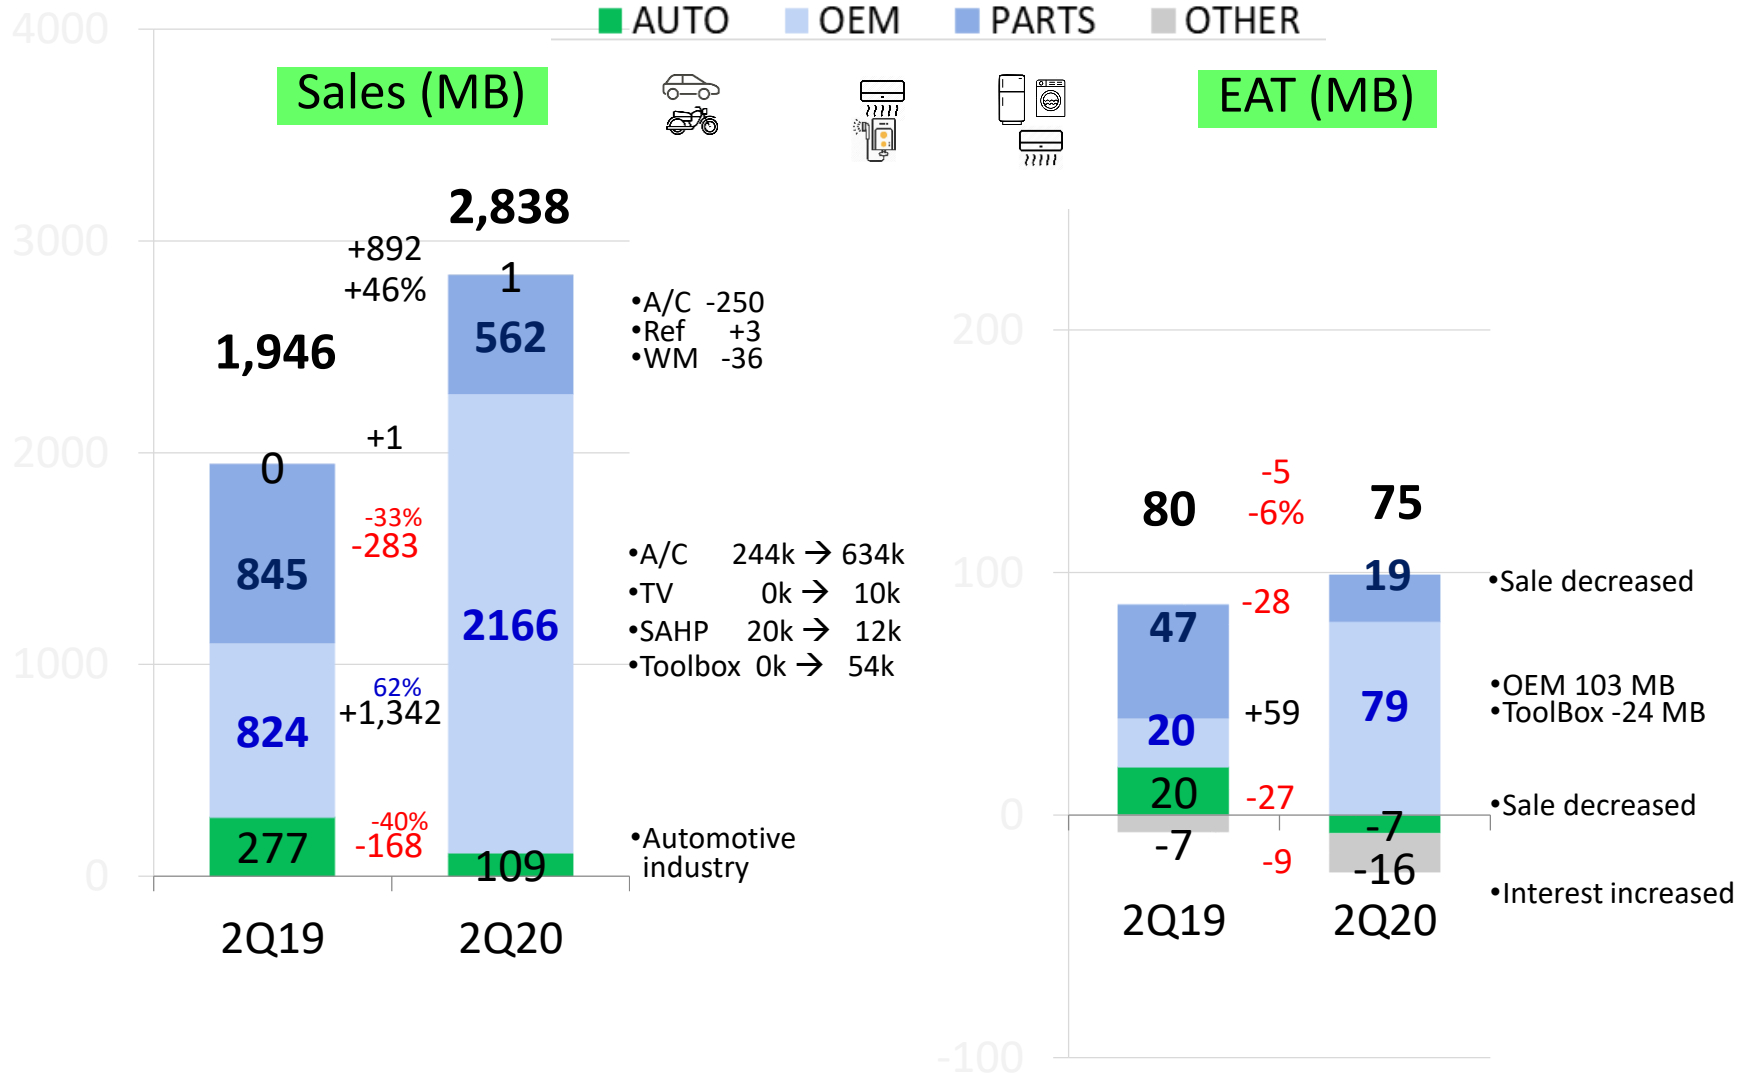 AUTO OEM PARTS OTHER
Sales (MB)
4000
3000
2000
1000
0
1,946
2,838
+892
+46%
+1
-33%
-283
62%
+1,342
-40%
-168
0
845
824
277
1
562
2166
109
2Q19
2Q20
•A/C -250
•Ref +3
•WM -36
•A/C 244k → 634k
•TV 0k → 10k
•SAHP 20k → 12k
•Toolbox 0k → 54k
•Automotive
industry
EAT (MB)
200
100
0
-100
80
75
-5
-6%
-28
+59
-27
-9
47
20
20
-7
19
79
-7
-16
2Q19
2Q20
•Sale decreased
•OEM 103 MB
•ToolBox -24 MB
•Sale decreased
•Interest increased